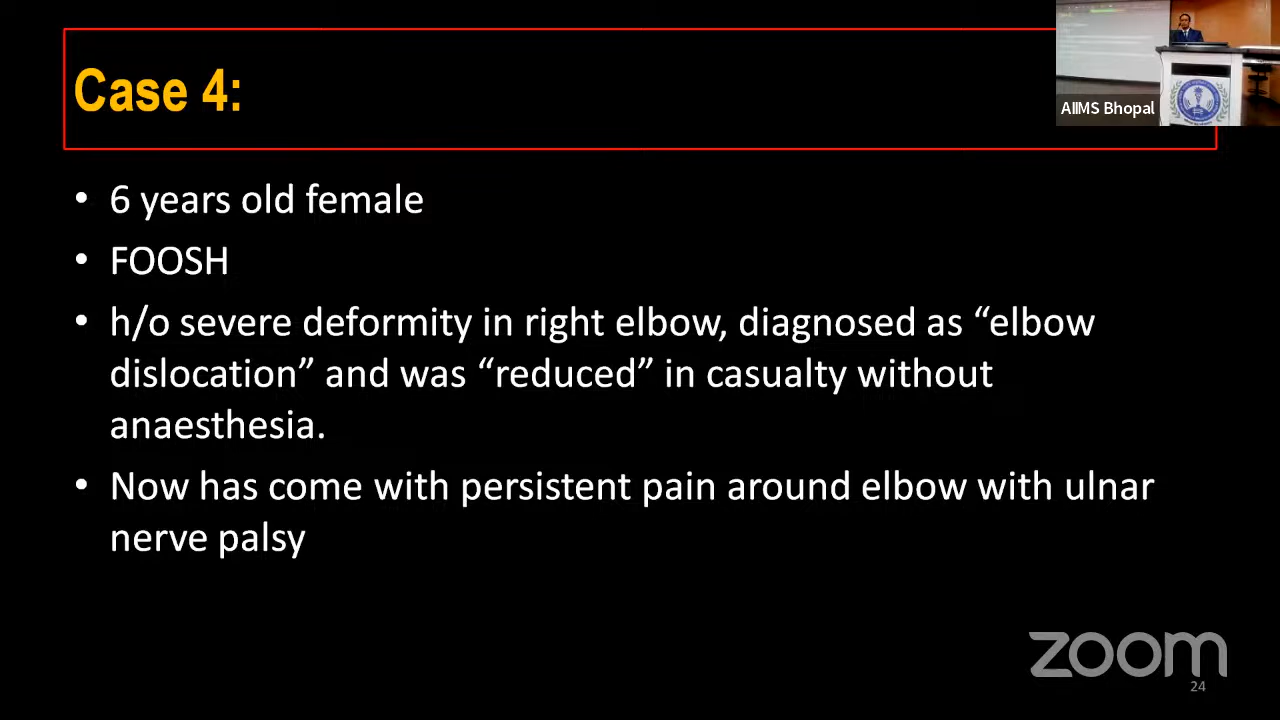 Case 4:
AIIMS Bhopal
• 6 years old female
• FOOSH
• h/o severe deformity in right elbow, diagnosed as “elbow
dislocation” and was “reduced” in casualty without
anaesthesia.
• Now has come with persistent pain around elbow with ulnar
nerve palsy
zoom
24